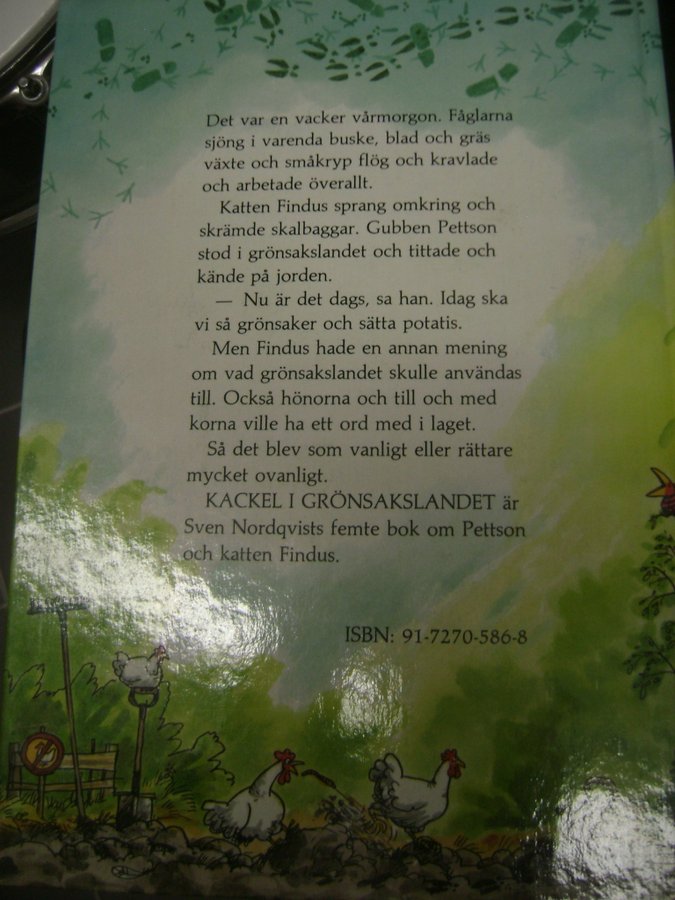 Det var en vacker vårmorgon. Fåglarna
sjöng i varenda buske, blad och gräs
växte och småkryp flög och kravlade
och arbetade överallt.
Katten Findus sprang omkring och
skrämde skalbaggar. Gubben Pettson
stod i grönsakslandet och tittade och
kände på jorden.
— Nu är det dags, sa han. Idag ska
vi så grönsaker och sätta potatis.
Men Findus hade en annan mening
om vad grönsakslandet skulle användas
till. Också hönorna och till och med
korna ville ha ett ord med i laget.
Så det blev som vanligt eller rättare
mycket ovanligt.
KACKEL I GRÖNSAKSLANDET är
Sven Nordqvists femte bok om Pettson
och katten Findus.
ISBN: 91-7270-586-8